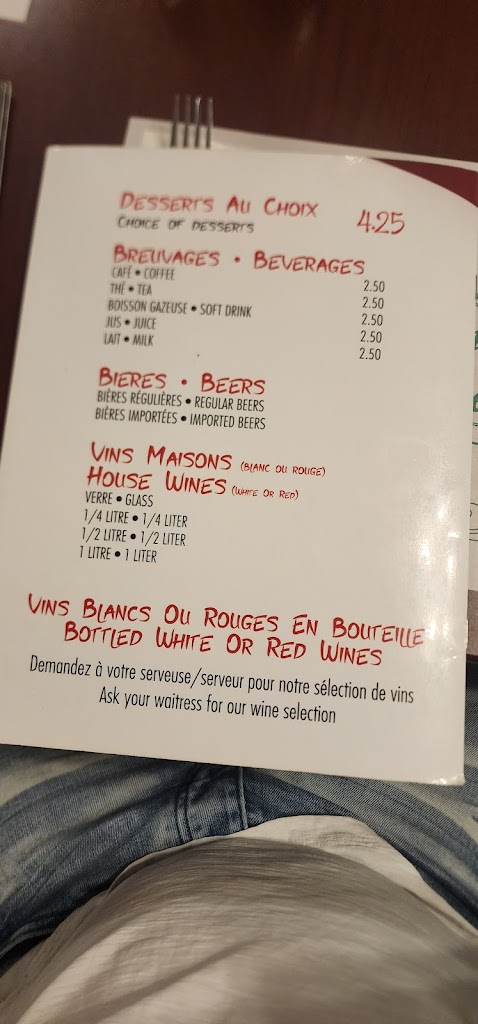 DESSERTS AU CHOIX 4.25
CHOICE OF DESSERTS
BREUVAGES • BEVERAGES
CAFÉ • COFFEE 2.50
THÉ • TEA 2.50
BOISSON GAZEUSE • SOFT DRINK 2.50
JUS • JUICE 2.50
LAIT • MILK 2.50
BIERES • BEERS
BIÈRES RÉGULIÈRES • REGULAR BEERS
BIÈRES IMPORTÉES • IMPORTED BEERS
VINS MAISONS (BLANC OU ROUGE)
HOUSE WINES (WHITE OR RED)
VERRE • GLASS
1/4 LITRE • 1/4 LITER
1/2 LITRE • 1/2 LITER
1 LITRE • 1 LITER
VINS BLANCS OU ROUGES EN BOUTEILLE
BOTTLED WHITE OR RED WINES
Demandez à votre serveuse/serveur pour notre sélection de vins
Ask your waitress for our wine selection